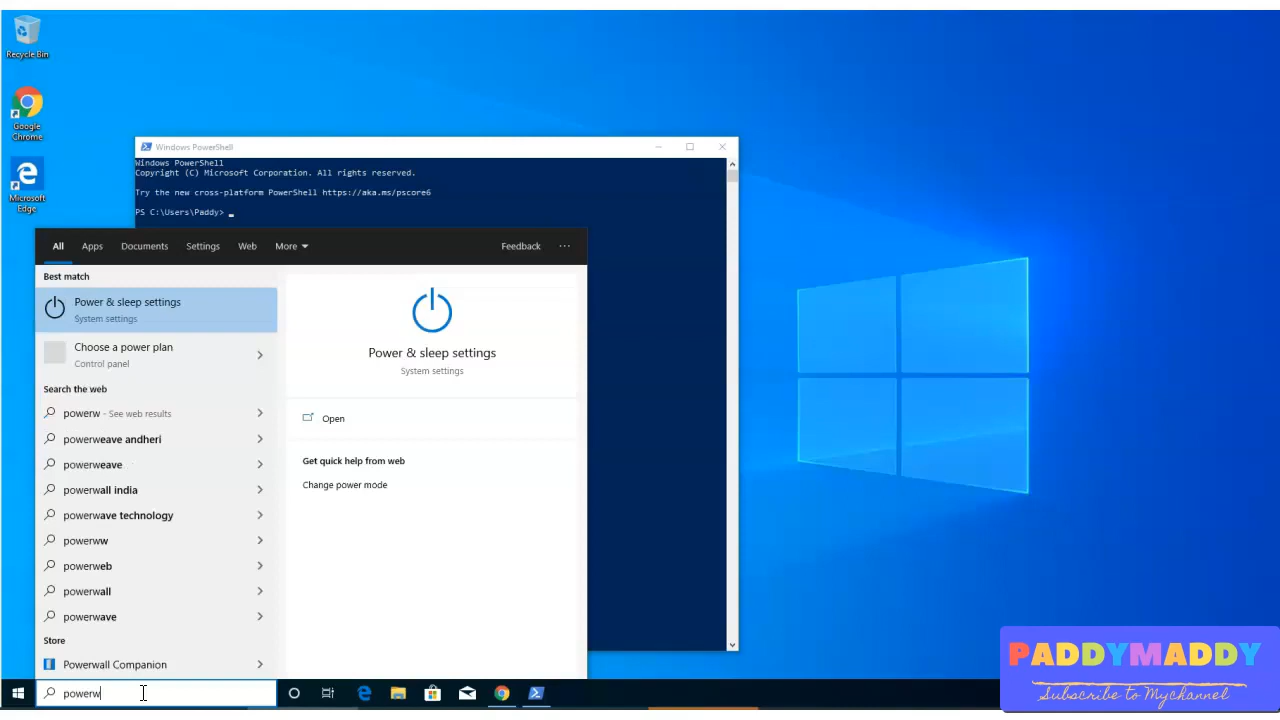 Recycle Bin
Google
Chrome
Microsoft
Edge
Windows PowerShell
Windows PowerShell
Copyright (C) Microsoft Corporation. All rights reserved.
Try the new cross-platform PowerShell https://aka.ms/pscore6
PS C:\Users\Paddy> _
All Apps Documents Settings Web More Feedback ...
Best match
Power & sleep settings
System settings
Choose a power plan
Control panel
Search the web
powerw - See web results
powerweave andheri
powerweave
powerwall india
powerwave technology
powerww
powerweb
powerwall
powerwave
Store
Powerwall Companion
Power & sleep settings
System settings
Open
Get quick help from web
Change power mode
powerw
PADDYMADDY
Subscribe to Mychannel